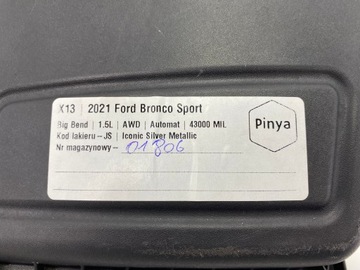 X13 | 2021 Ford Bronco Sport
Big Bend | 1.5L | AWD | Automat | 43000 MIL
Kod lakieru – JS | Iconic Silver Metallic
Nr magazynowy – 01806
Pinya